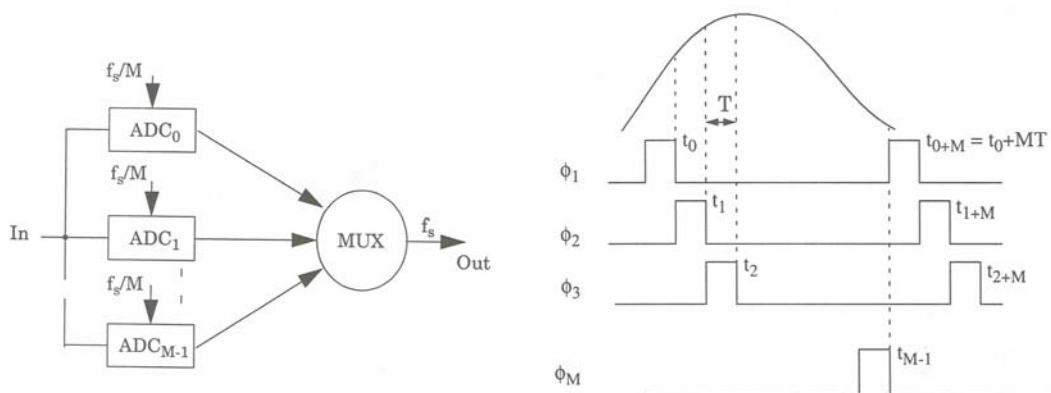 f_s/M
ADC_0
f_s/M
ADC_1
f_s/M
ADC_{M-1}
In
MUX
f_s
Out
T
ϕ_1
t_0
t_{0+M} = t_0+MT
ϕ_2
t_1
t_{1+M}
ϕ_3
t_2
t_{2+M}
ϕ_M
t_{M-1}